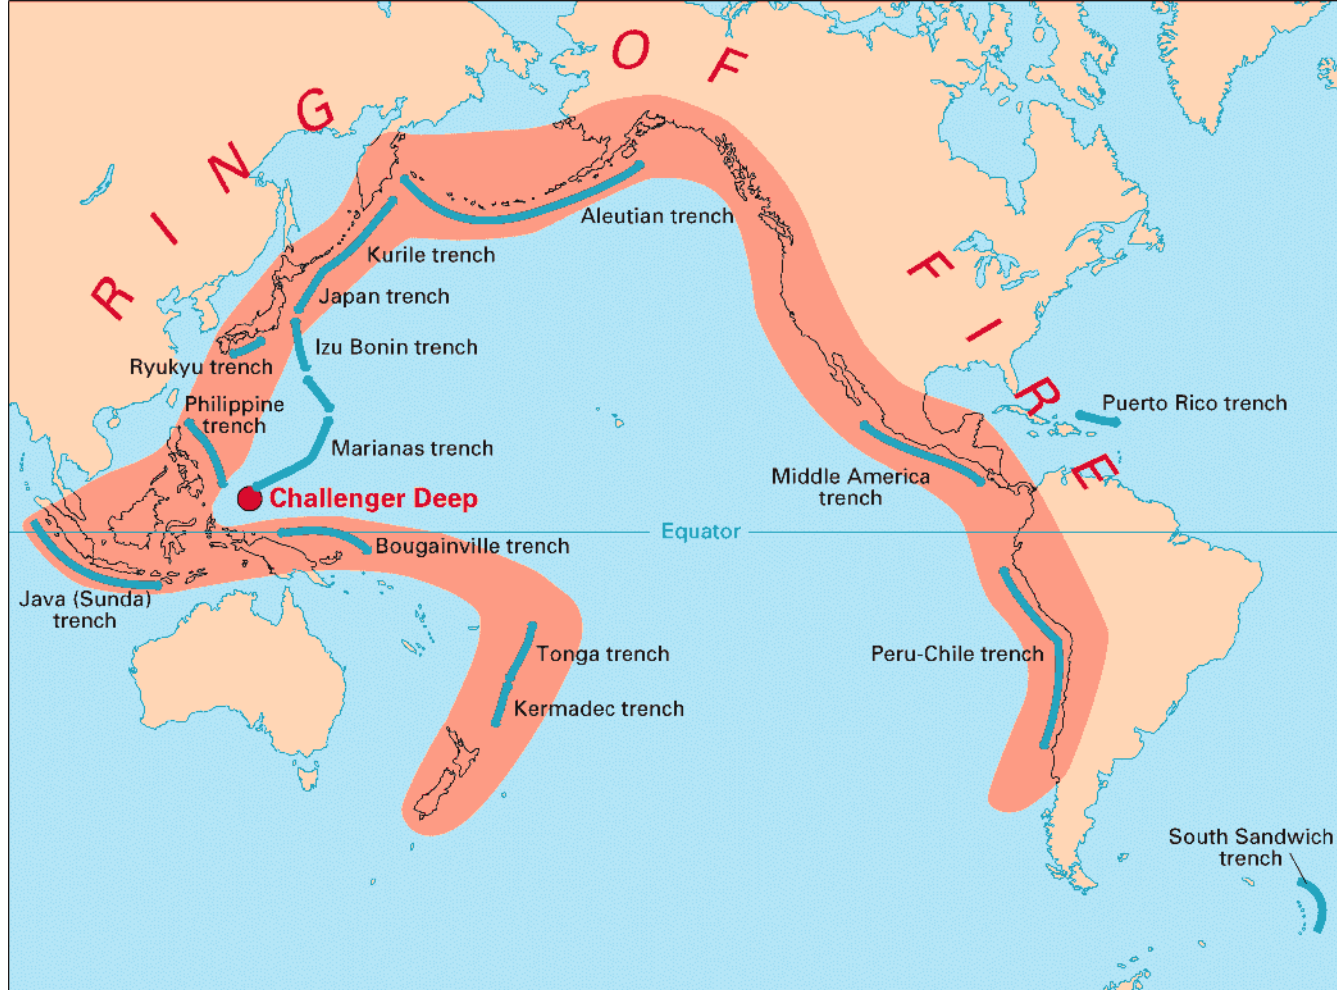 RING OF FIRE
Aleutian trench
Kurile trench
Japan trench
Izu Bonin trench
Ryukyu trench
Philippine
trench
Marianas trench
Challenger Deep
Puerto Rico trench
Middle America
trench
Equator
Bougainville trench
Java (Sunda)
trench
Tonga trench
Peru-Chile trench
Kermadec trench
South Sandwich
trench